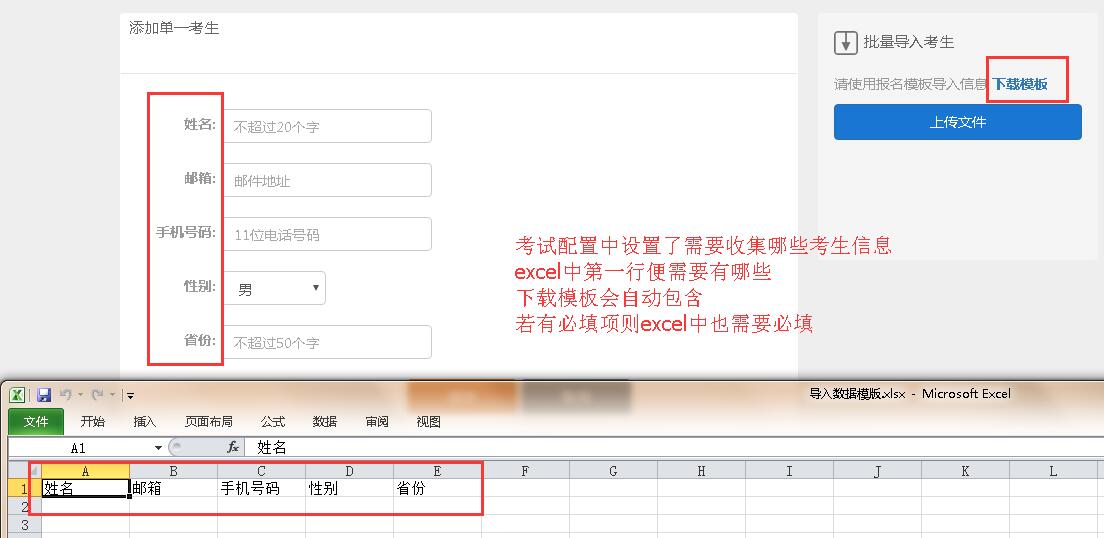 添加单一考生
批量导入考生
请使用报名模板导入信息 下载模板
上传文件
姓名: 不超过20个字
邮箱: 邮件地址
手机号码: 11位电话号码
性别: 男
省份: 不超过50个字
考试配置中设置了需要收集哪些考生信息
excel中第一行便需要有哪些
下载模板会自动包含
若有必填项则excel中也需要必填
导入数据模版.xlsx - Microsoft Excel
文件 开始 插入 页面布局 公式 数据 审阅 视图
A1 fx 姓名
A B C D E F G H I J K L
1 姓名 邮箱 手机号码 性别 省份
2
3